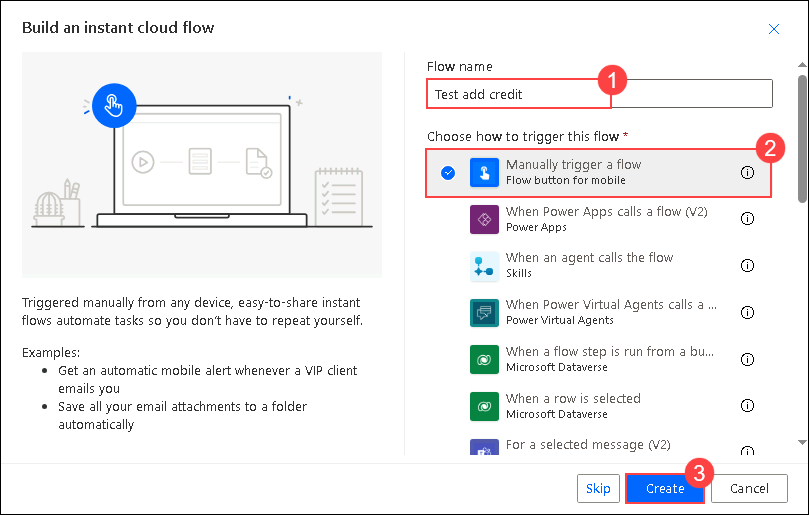 Build an instant cloud flow
Triggered manually from any device, easy-to-share instant
flows automate tasks so you don't have to repeat yourself.
Examples:
• Get an automatic mobile alert whenever a VIP client
emails you
• Save all your email attachments to a folder
automatically
Flow name
1
Test add credit
Choose how to trigger this flow *
2
Manually trigger a flow
Flow button for mobile
When Power Apps calls a flow (V2)
Power Apps
When an agent calls the flow
Skills
When Power Virtual Agents calls a ...
Power Virtual Agents
When a flow step is run from a bu...
Microsoft Dataverse
When a row is selected
Microsoft Dataverse
For a selected message (V2)
3
Skip
Create
Cancel